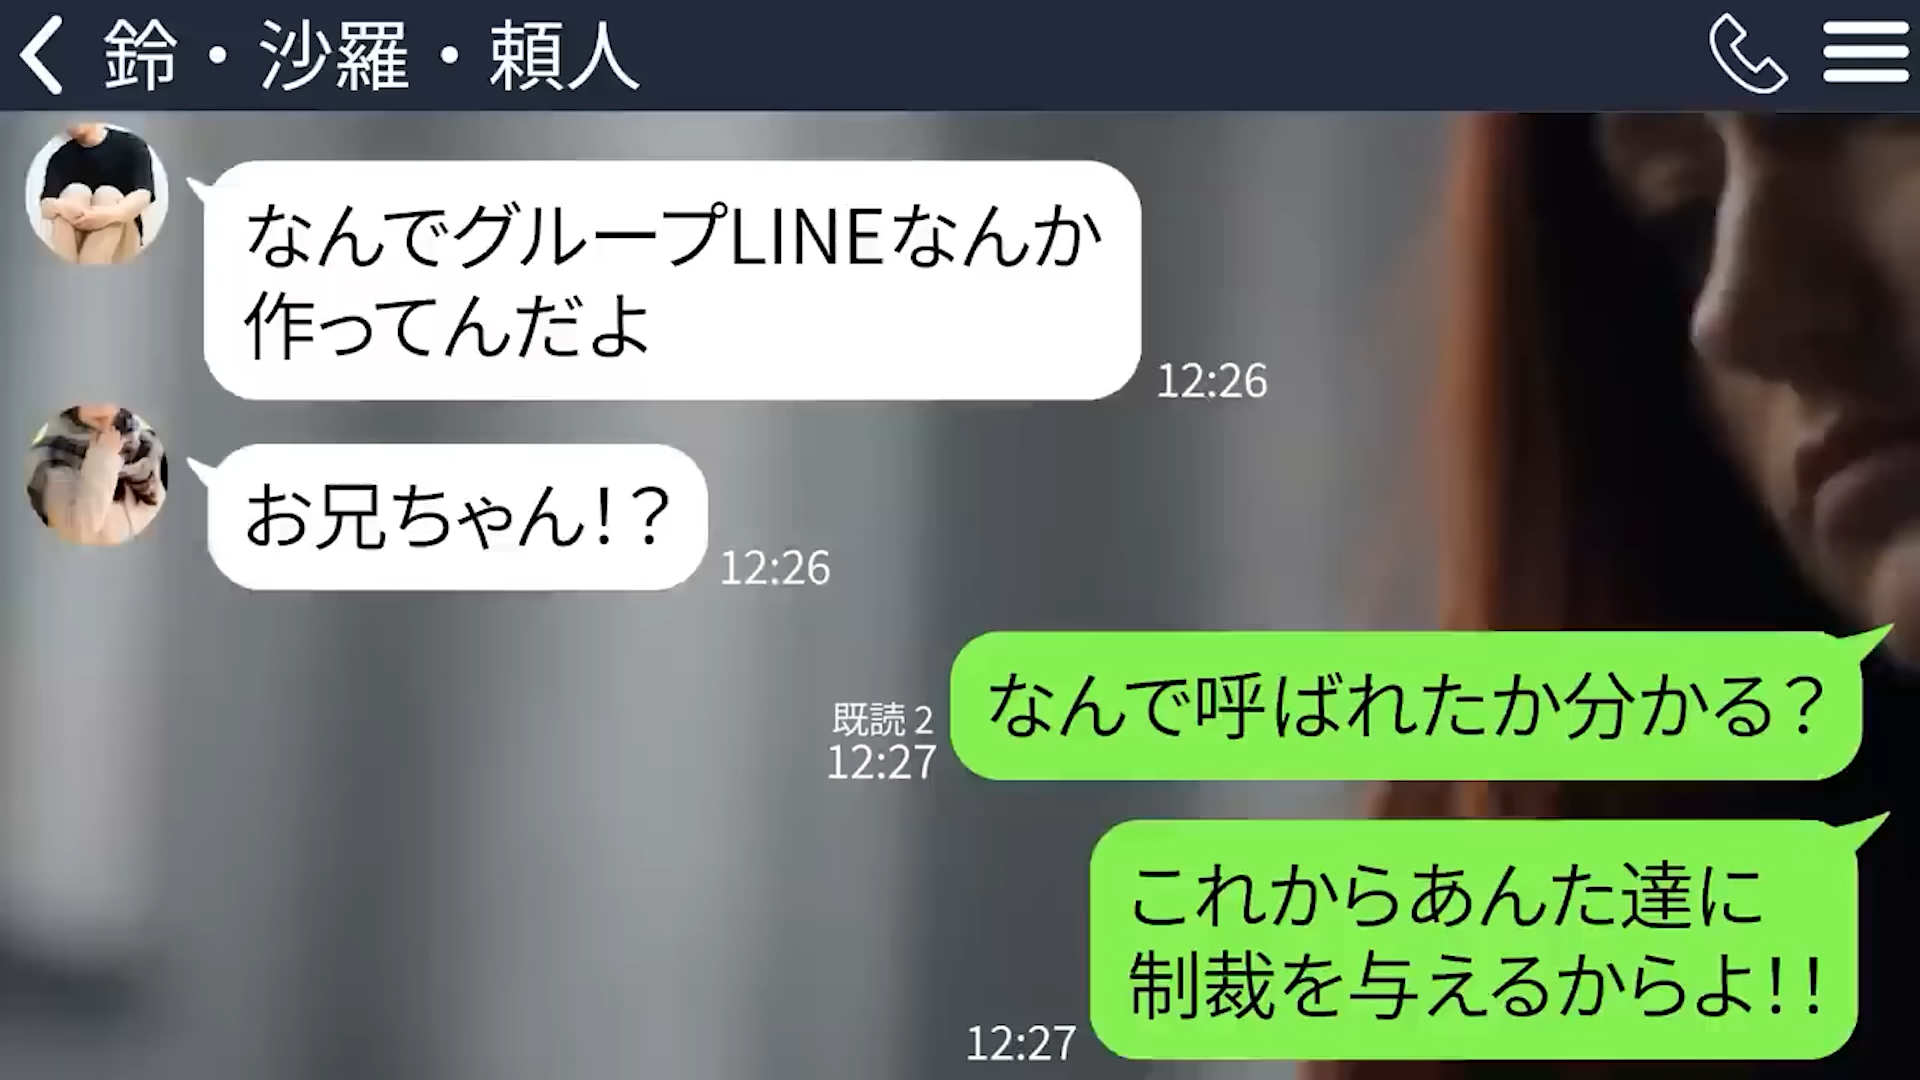 鈴・沙羅・頼人
なんでグループLINEなんか
作ってんだよ
12:26
お兄ちゃん！？
12:26
なんで呼ばれたか分かる？
既読 2
12:27
これからあんた達に
制裁を与えるからよ！！
12:27